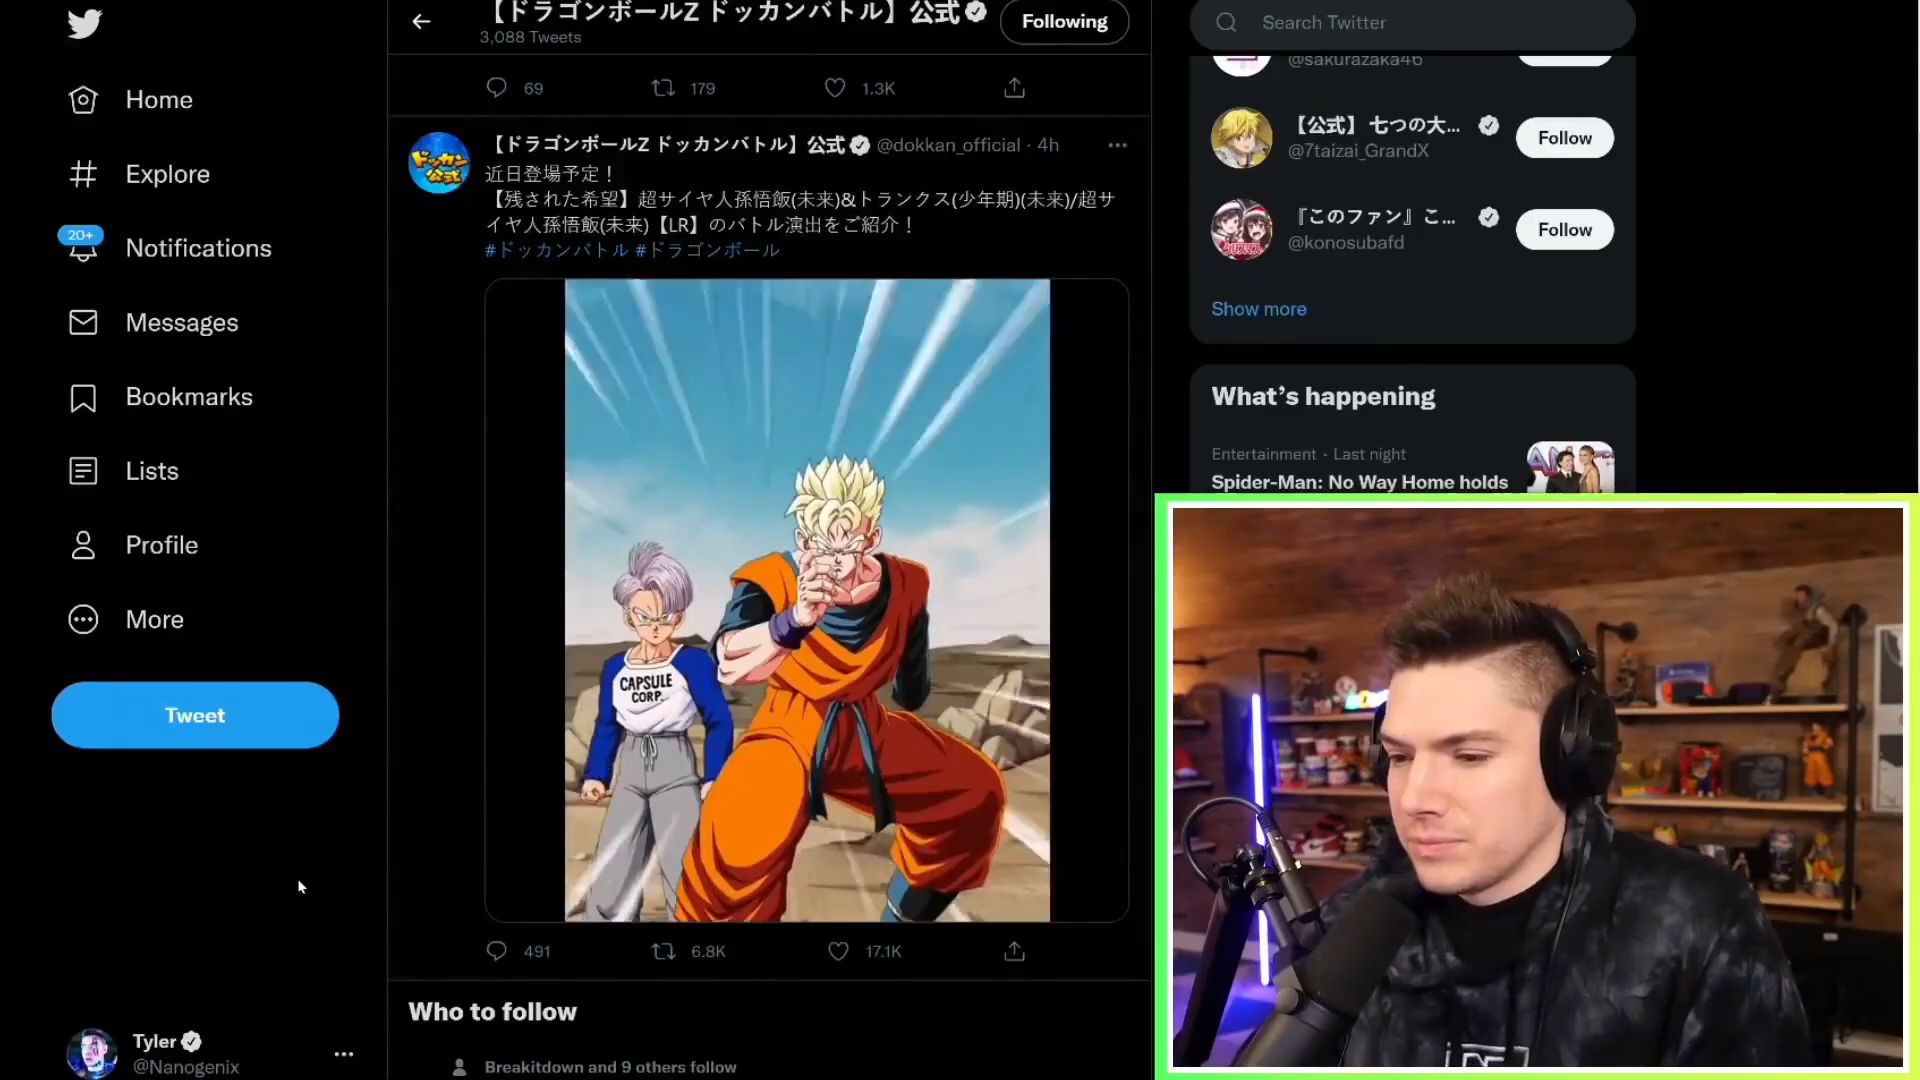 Home
Explore
20+
Notifications
Messages
Bookmarks
Lists
Profile
More
Tweet
Tyler
@Nanogenix
【ドラゴンボールZ ドッカンバトル】公式
3,088 Tweets
Following
69
179
1.3K
【ドラゴンボールZ ドッカンバトル】公式 @dokkan_official · 4h
近日登場予定！
【残された希望】超サイヤ人孫悟飯(未来)&トランクス(少年期)(未来)/超サ
イヤ人孫悟飯(未来)【LR】のバトル演出をご紹介！
#ドッカンバトル #ドラゴンボール
ドッカン
公式
CAPSULE
CORP.
491
6.8K
17.1K
Who to follow
Breakitdown and 9 others follow
Search Twitter
@sakurazaka46
【公式】七つの大...
@7taizai_GrandX
Follow
『このファン』こ...
@konosubafd
Follow
Show more
What's happening
Entertainment · Last night
Spider-Man: No Way Home holds